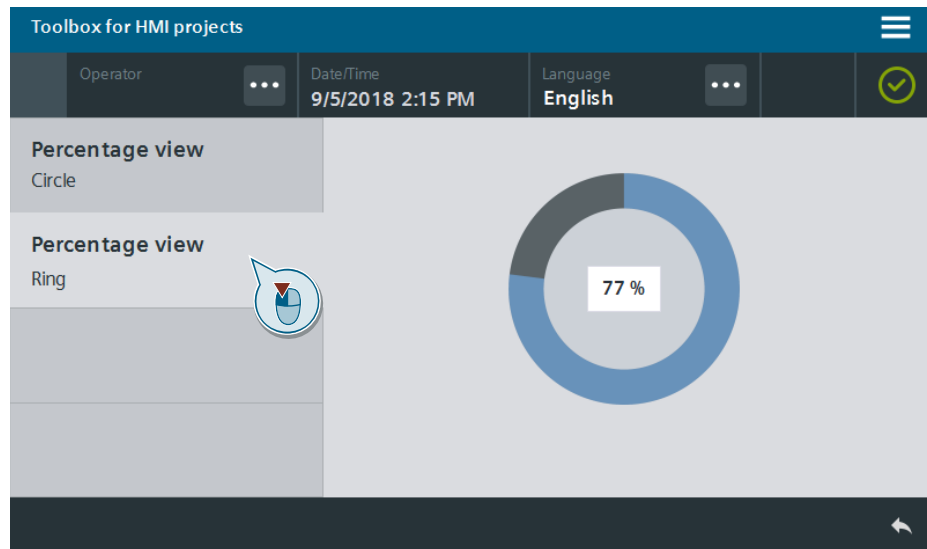 Toolbox for HMI projects
Operator
Date/Time
9/5/2018 2:15 PM
Language
English
Percentage view
Circle
Percentage view
Ring
77 %